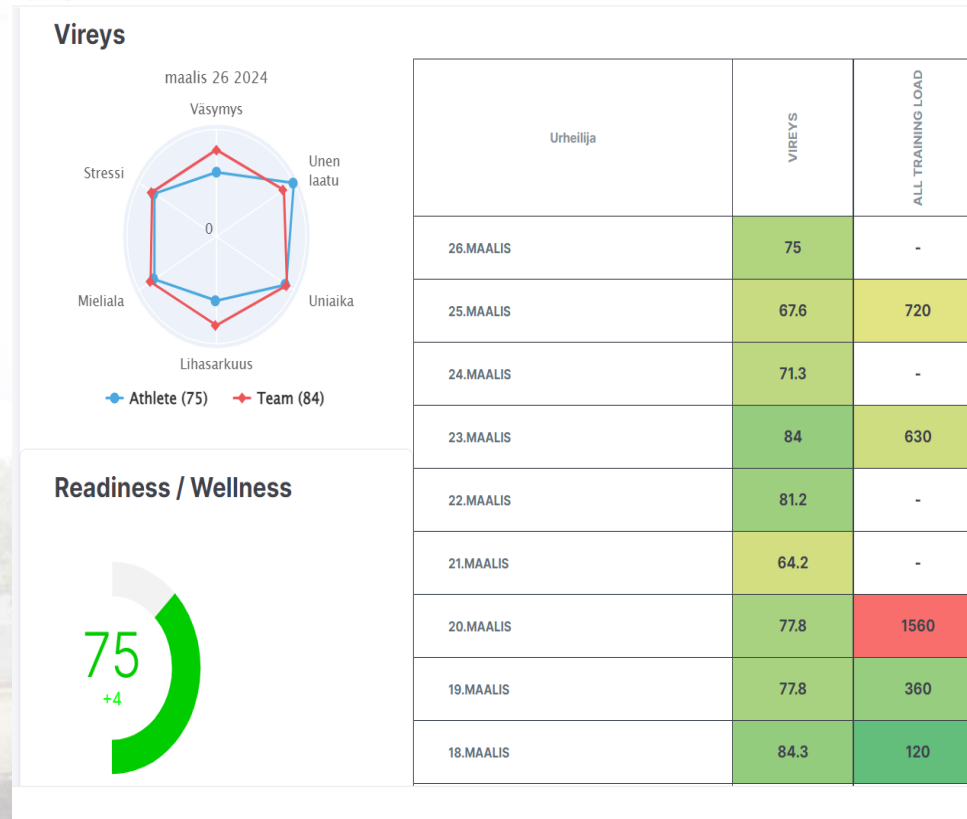 Vireys
maalis 26 2024
Väsymys
Stressi
Unen
laatu
0
Mieliala
Uniaika
Lihasarkuus
Athlete (75) Team (84)
Readiness / Wellness
75
+4
Urheilija VIREYS ALL TRAINING LOAD
26.MAALIS 75 -
25.MAALIS 67.6 720
24.MAALIS 71.3 -
23.MAALIS 84 630
22.MAALIS 81.2 -
21.MAALIS 64.2 -
20.MAALIS 77.8 1560
19.MAALIS 77.8 360
18.MAALIS 84.3 120